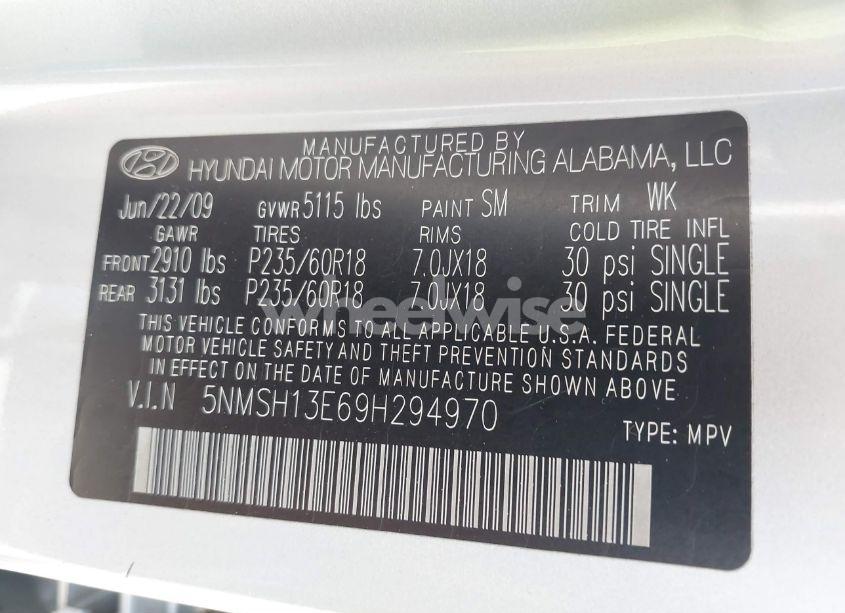 MANUFACTURED BY
HYUNDAI MOTOR MANUFACTURING ALABAMA, LLC
Jun/22/09 GVWR 5115 lbs PAINT SM TRIM WK
GAWR TIRES RIMS COLD TIRE INFL
FRONT 2910 lbs P235/60R18 7.0JX18 30 psi SINGLE
REAR 3131 lbs P235/60R18 7.0JX18 30 psi SINGLE
wheelwise
THIS VEHICLE CONFORMS TO ALL APPLICABLE U.S.A. FEDERAL
MOTOR VEHICLE SAFETY AND THEFT PREVENTION STANDARDS
IN EFFECT ON THE DATE OF MANUFACTURE SHOWN ABOVE
V.I.N 5NMSH13E69H294970
TYPE: MPV